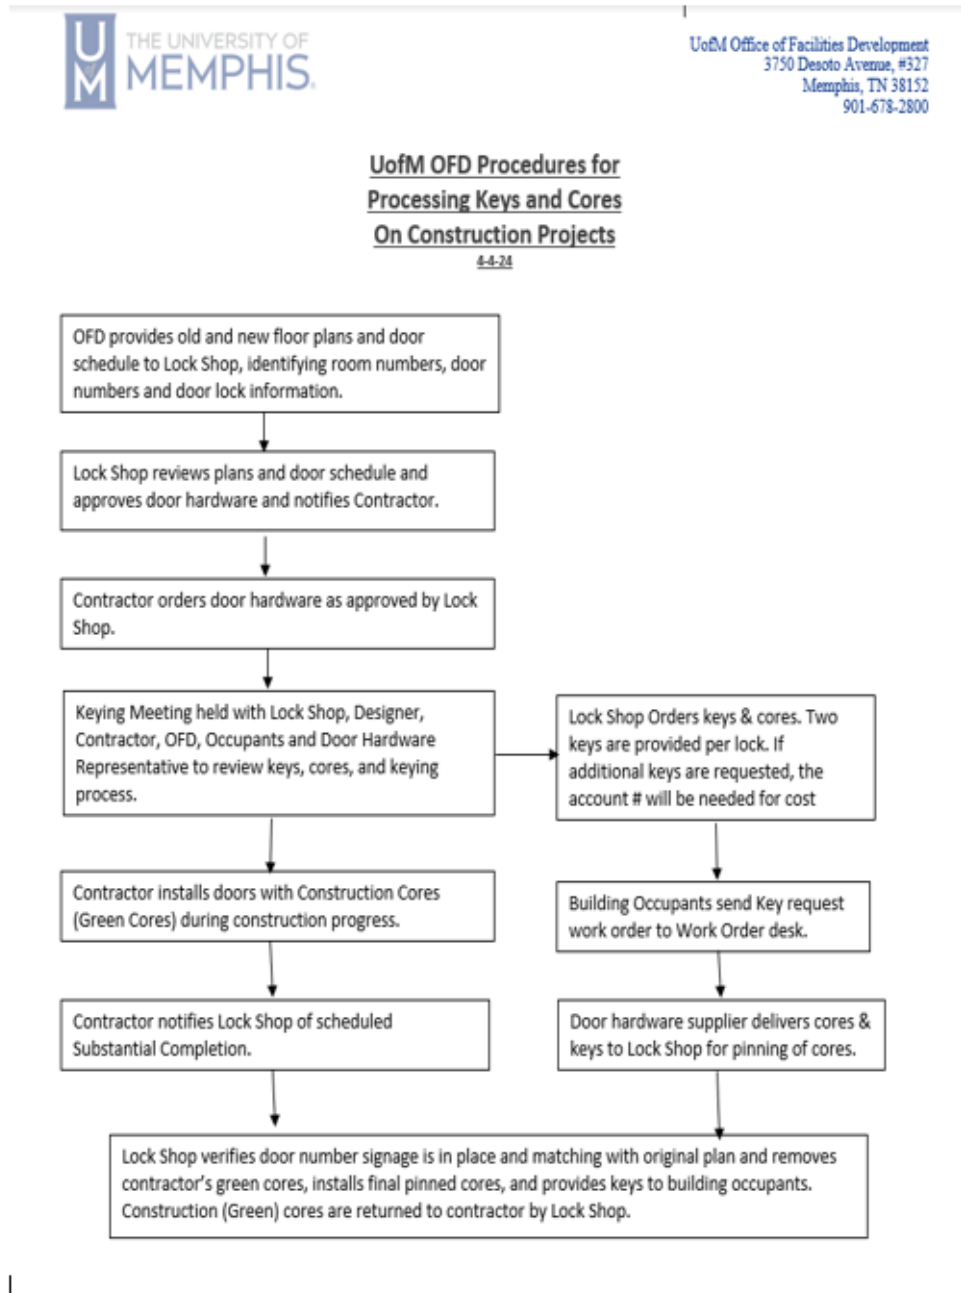 THE UNIVERSITY OF
MEMPHIS.
UofM Office of Facilities Development
3750 Desoto Avenue, #327
Memphis, TN 38152
901-678-2800
UofM OFD Procedures for
Processing Keys and Cores
On Construction Projects
4-4-24
OFD provides old and new floor plans and door
schedule to Lock Shop, identifying room numbers, door
numbers and door lock information.
Lock Shop reviews plans and door schedule and
approves door hardware and notifies Contractor.
Contractor orders door hardware as approved by Lock
Shop.
Keying Meeting held with Lock Shop, Designer,
Contractor, OFD, Occupants and Door Hardware
Representative to review keys, cores, and keying
process.
Lock Shop Orders keys & cores. Two
keys are provided per lock. If
additional keys are requested, the
account # will be needed for cost
Contractor installs doors with Construction Cores
(Green Cores) during construction progress.
Building Occupants send Key request
work order to Work Order desk.
Contractor notifies Lock Shop of scheduled
Substantial Completion.
Door hardware supplier delivers cores &
keys to Lock Shop for pinning of cores.
Lock Shop verifies door number signage is in place and matching with original plan and removes
contractor's green cores, installs final pinned cores, and provides keys to building occupants.
Construction (Green) cores are returned to contractor by Lock Shop.